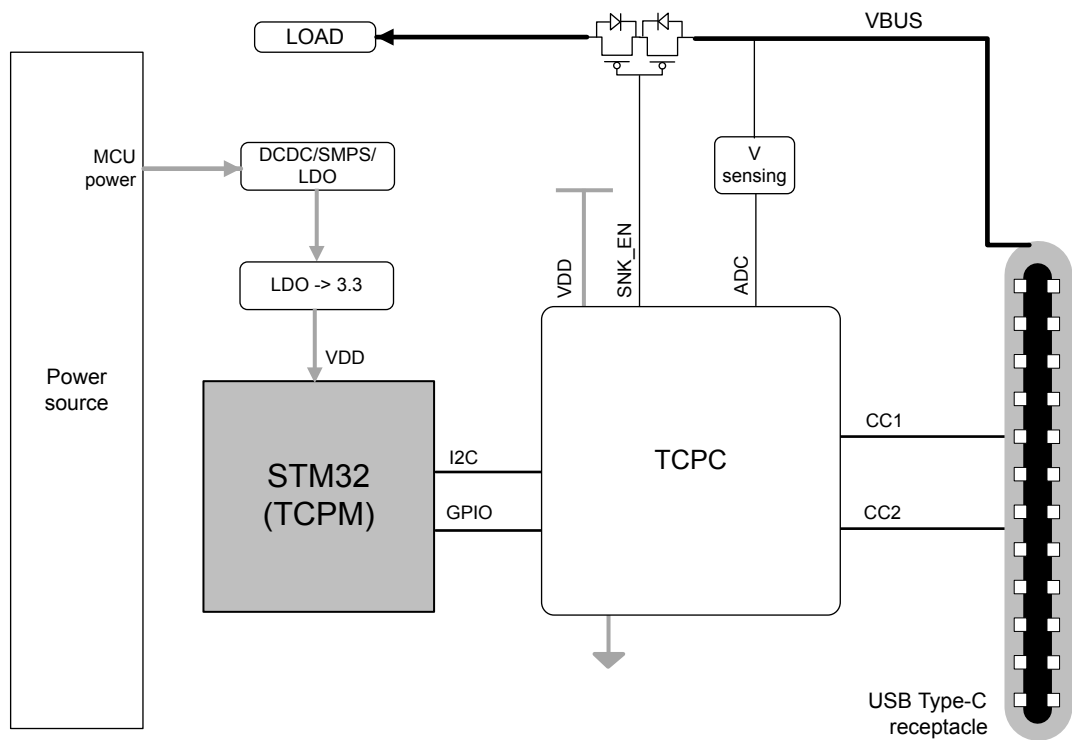 LOAD
VBUS
MCU
power
DCDC/SMPS/
LDO
V
sensing
LDO -> 3.3
VDD
SNK_EN
ADC
VDD
Power
source
STM32
(TCPM)
I2C
GPIO
TCPC
CC1
CC2
USB Type-C
receptacle